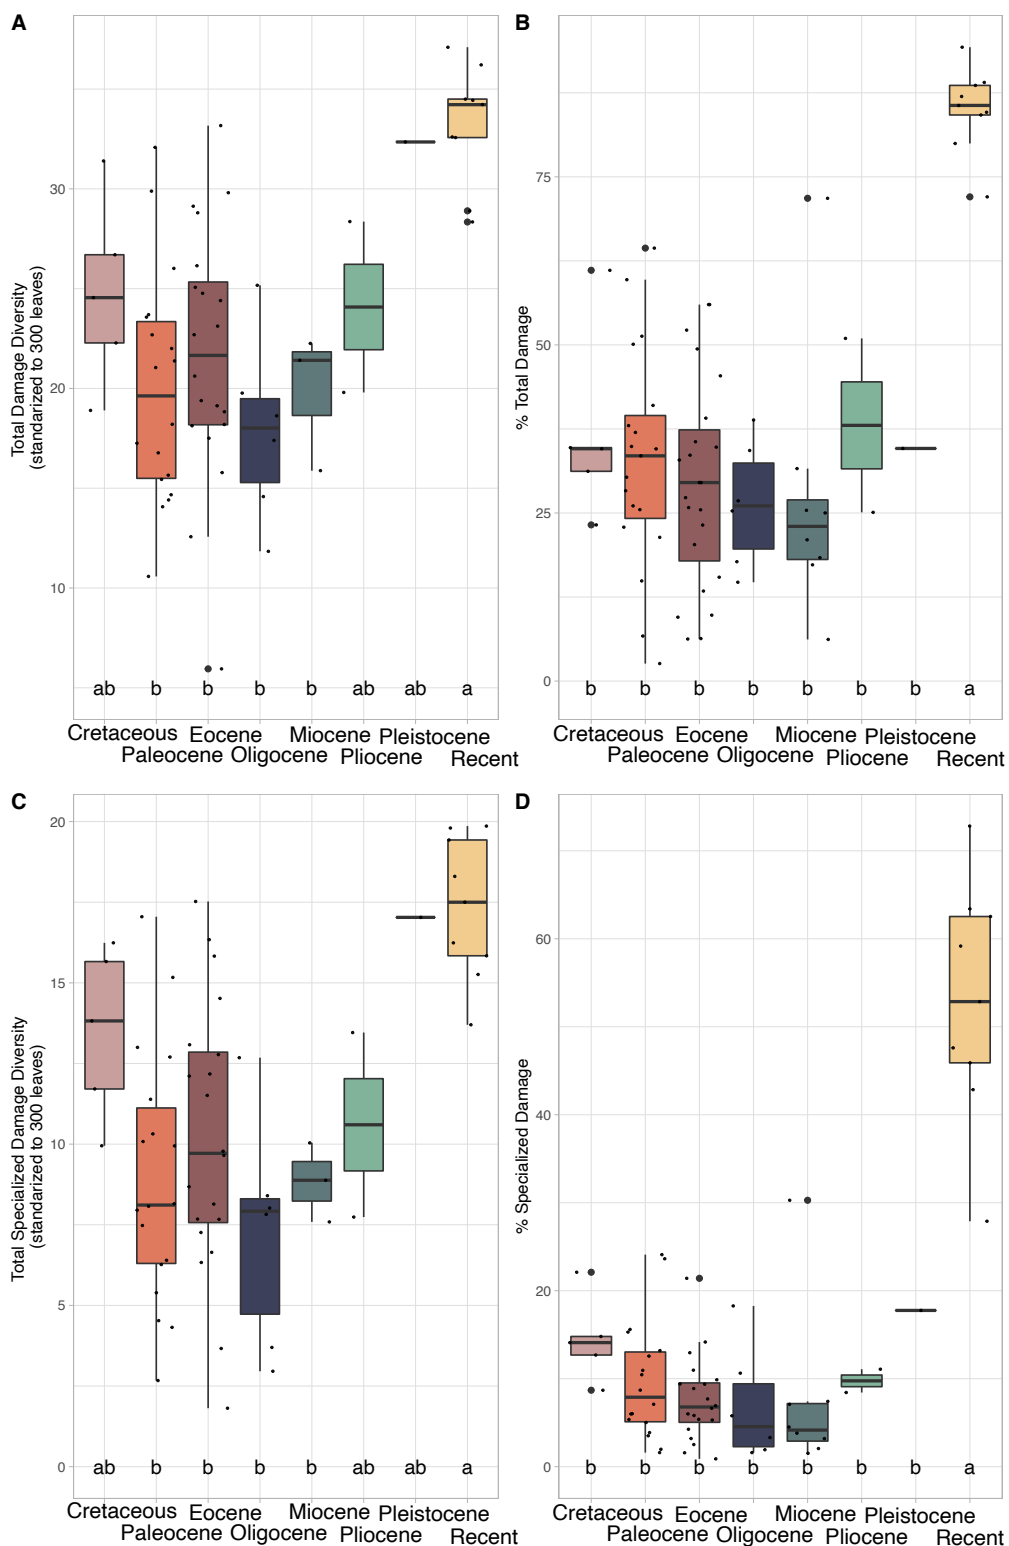 A
Total Damage Diversity
(standarized to 300 leaves)
30
20
10
ab b b b b ab ab a
Cretaceous Eocene Miocene Pleistocene
Paleocene Oligocene Pliocene Recent
B
% Total Damage
75
50
25
0
b b b b b b b a
Cretaceous Eocene Miocene Pleistocene
Paleocene Oligocene Pliocene Recent
C
Total Specialized Damage Diversity
(standarized to 300 leaves)
20
15
10
5
0
ab b b b b ab ab a
Cretaceous Eocene Miocene Pleistocene
Paleocene Oligocene Pliocene Recent
D
% Specialized Damage
60
40
20
0
b b b b b b b a
Cretaceous Eocene Miocene Pleistocene
Paleocene Oligocene Pliocene Recent